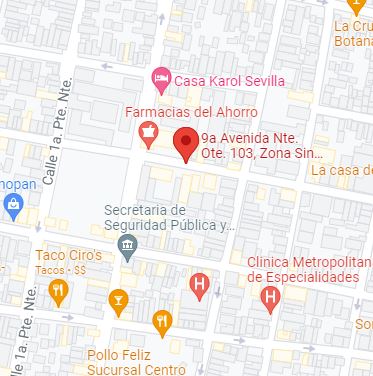 La Cru
Botana
Casa Karol Sevilla
Calle 1a. Pte. Nte.
Farmacias del Ahorro
9a Avenida Nte.
Ote. 103, Zona Sin...
La casa de
nopan
Secretaria de
Seguridad Pública y...
Taco Ciro's
Tacos • $$
Clinica Metropolitan
de Especialidades
Calle 1a. Pte. Nte.
Pollo Feliz
Sucursal Centro
Sor